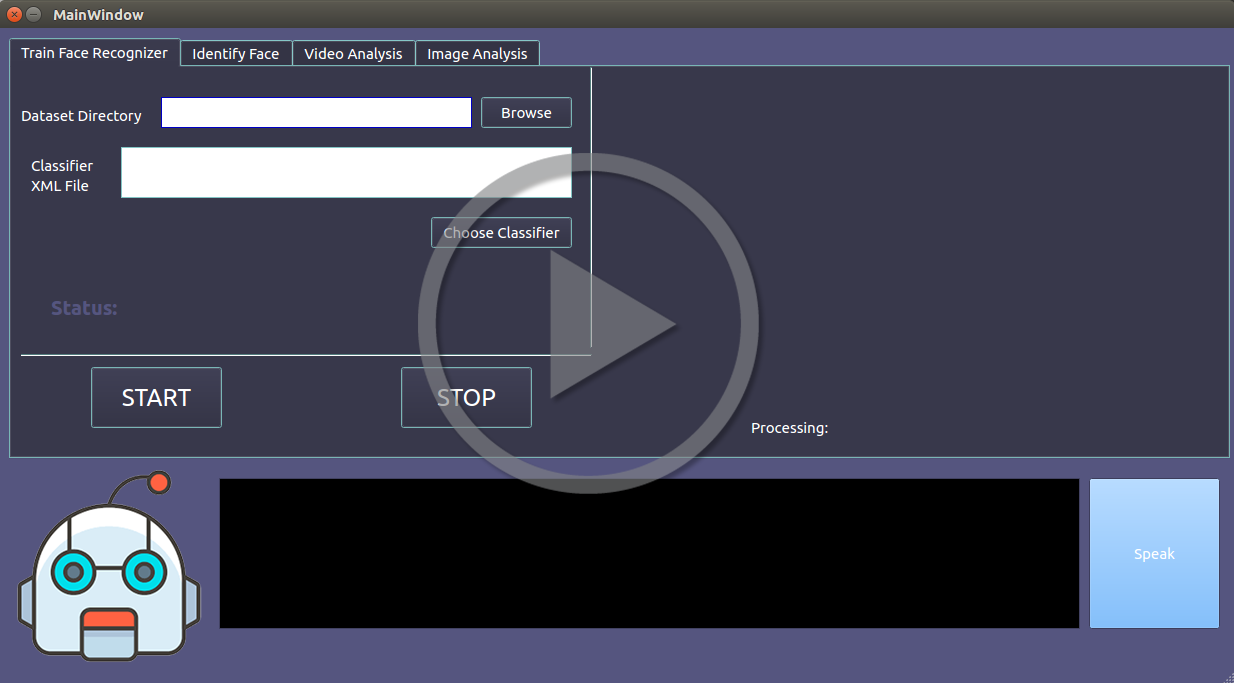 MainWindow
Train Face Recognizer
Identify Face
Video Analysis
Image Analysis
Dataset Directory
Browse
Classifier
XML File
Choose Classifier
Status:
START
STOP
Processing:
Speak